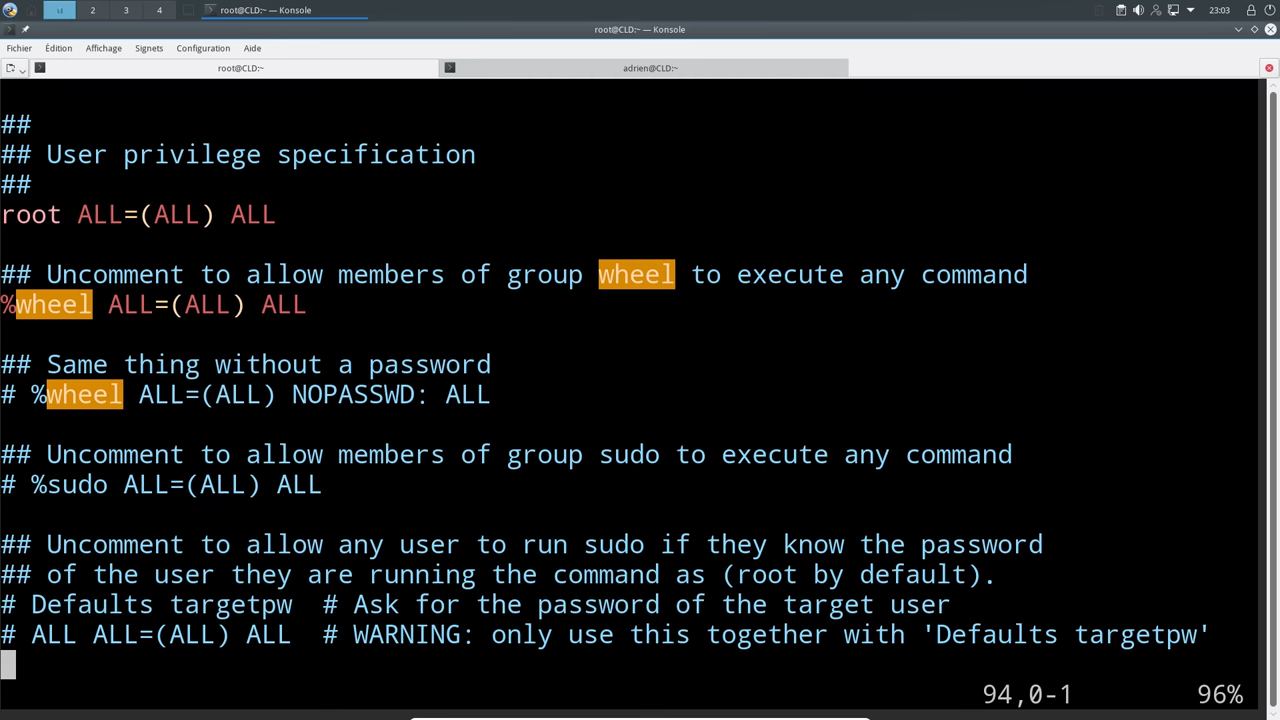 2 3 4 root@CLD:~ — Konsole 23:03
root@CLD:~ — Konsole
Fichier Édition Affichage Signets Configuration Aide
root@CLD:~ adrien@CLD:~
##
## User privilege specification
##
root ALL=(ALL) ALL
## Uncomment to allow members of group wheel to execute any command
%wheel ALL=(ALL) ALL
## Same thing without a password
# %wheel ALL=(ALL) NOPASSWD: ALL
## Uncomment to allow members of group sudo to execute any command
# %sudo ALL=(ALL) ALL
## Uncomment to allow any user to run sudo if they know the password
## of the user they are running the command as (root by default).
# Defaults targetpw  # Ask for the password of the target user
# ALL ALL=(ALL) ALL  # WARNING: only use this together with 'Defaults targetpw'
94,0-1 96%